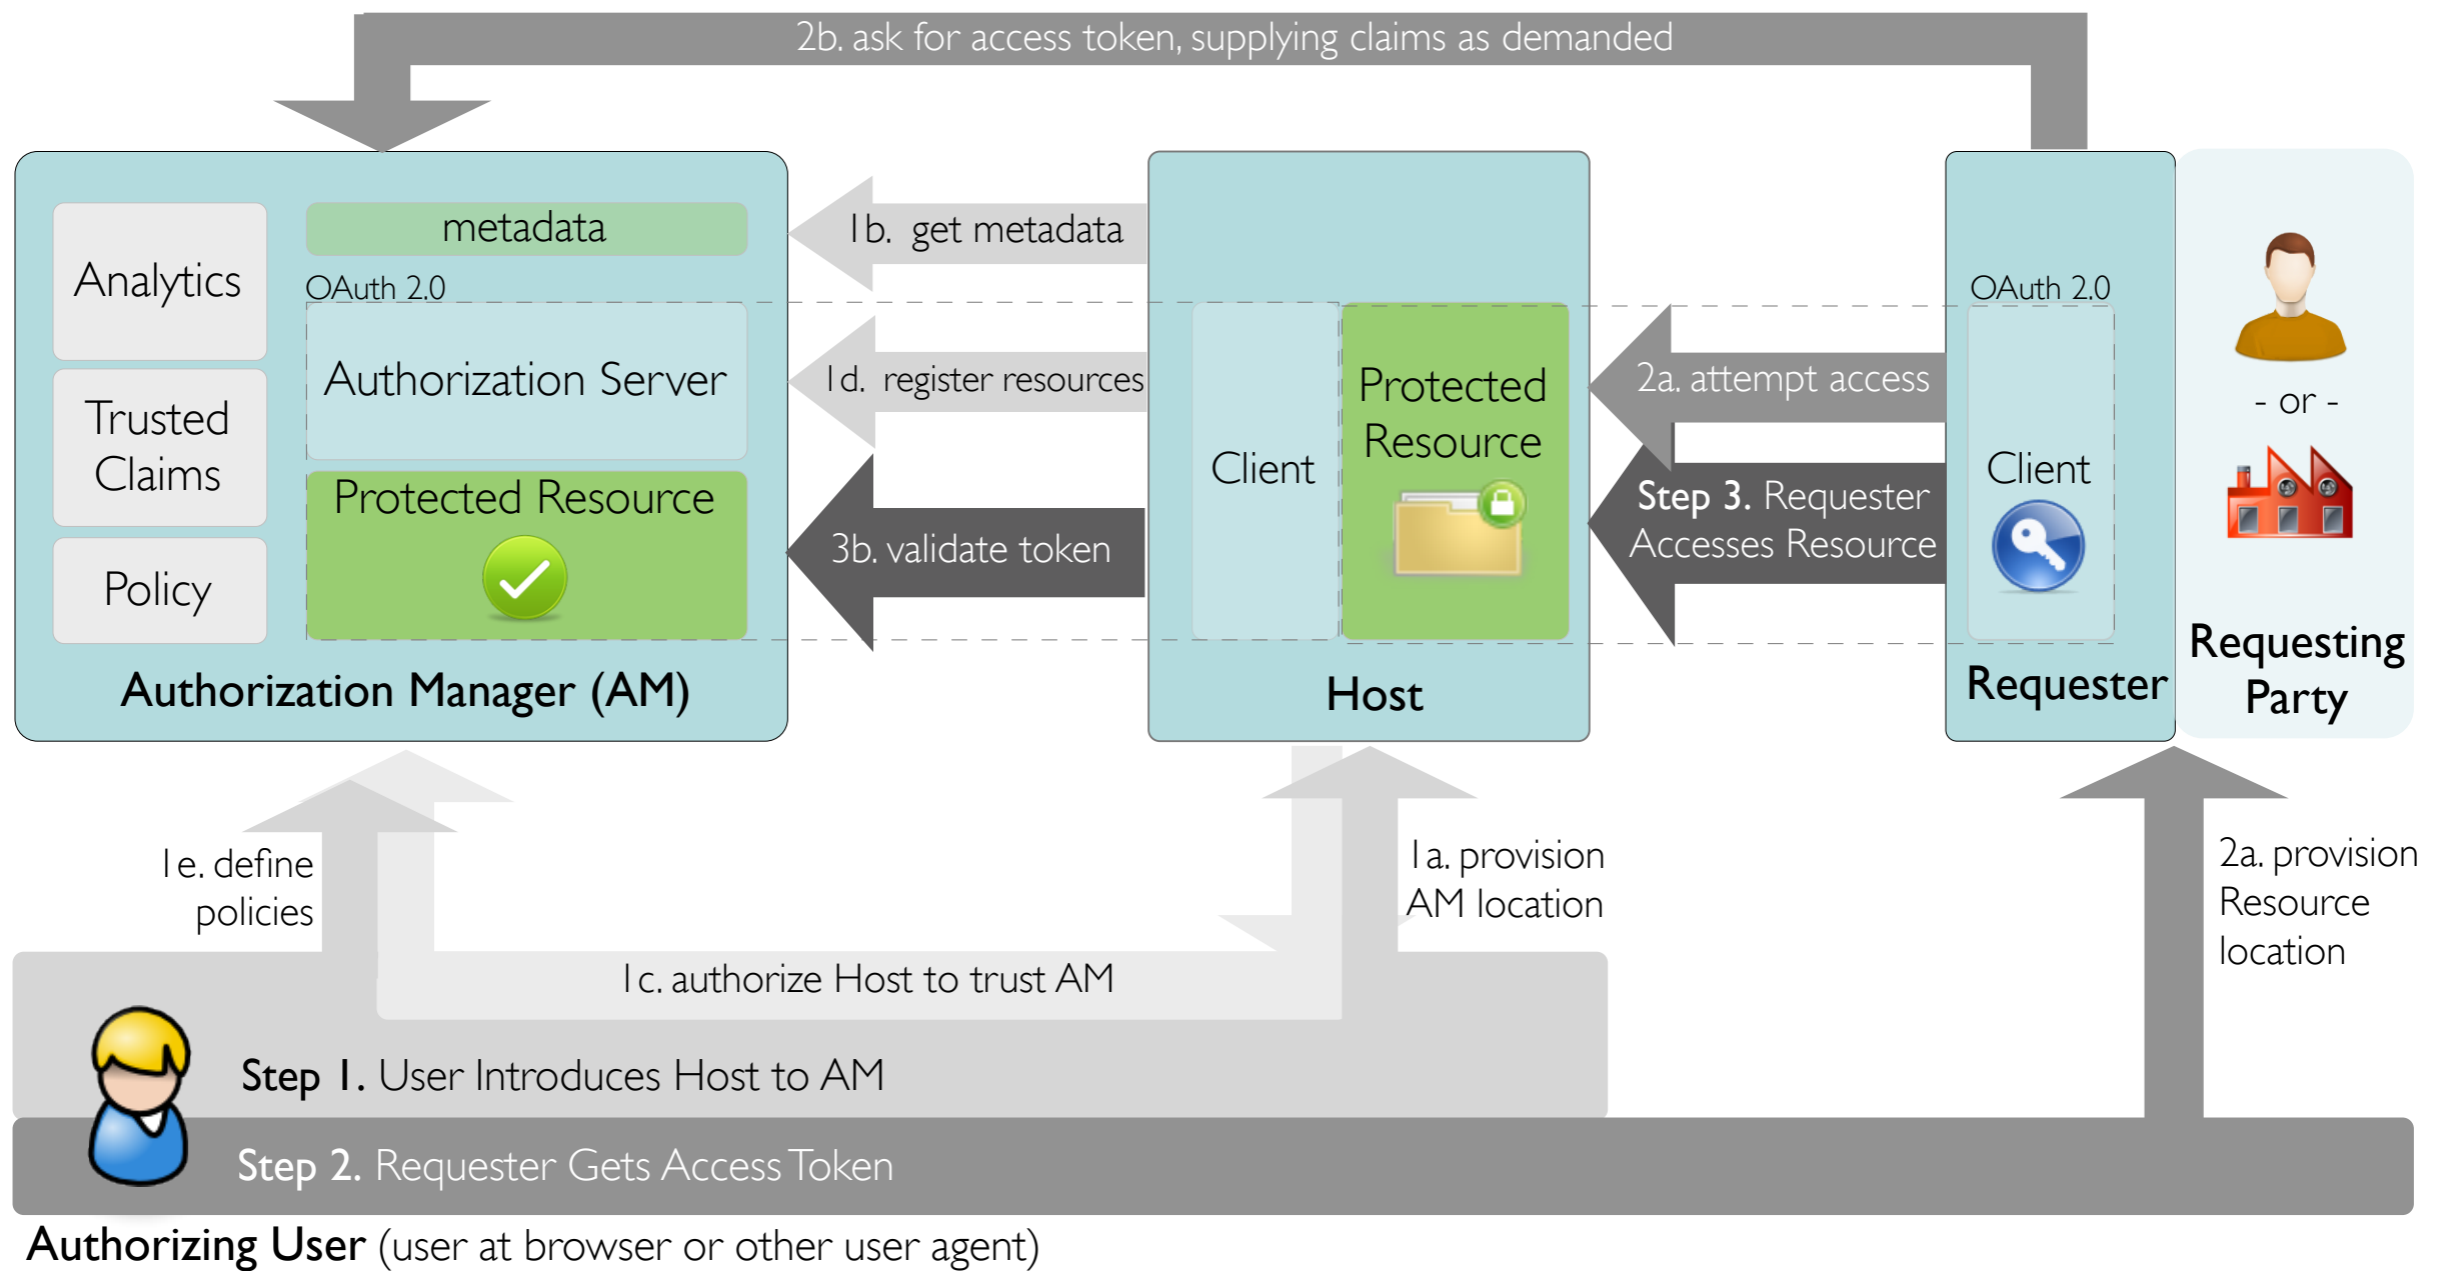 2b. ask for access token, supplying claims as demanded
Analytics
Trusted
Claims
Policy
metadata
OAuth 2.0
Authorization Server
Protected Resource
Authorization Manager (AM)
1b. get metadata
1d. register resources
3b. validate token
Client
Protected
Resource
Host
2a. attempt access
Step 3. Requester
Accesses Resource
OAuth 2.0
Client
Requester
- or -
Requesting
Party
1e. define
policies
1a. provision
AM location
2a. provision
Resource
location
1c. authorize Host to trust AM
Step 1. User Introduces Host to AM
Step 2. Requester Gets Access Token
Authorizing User (user at browser or other user agent)